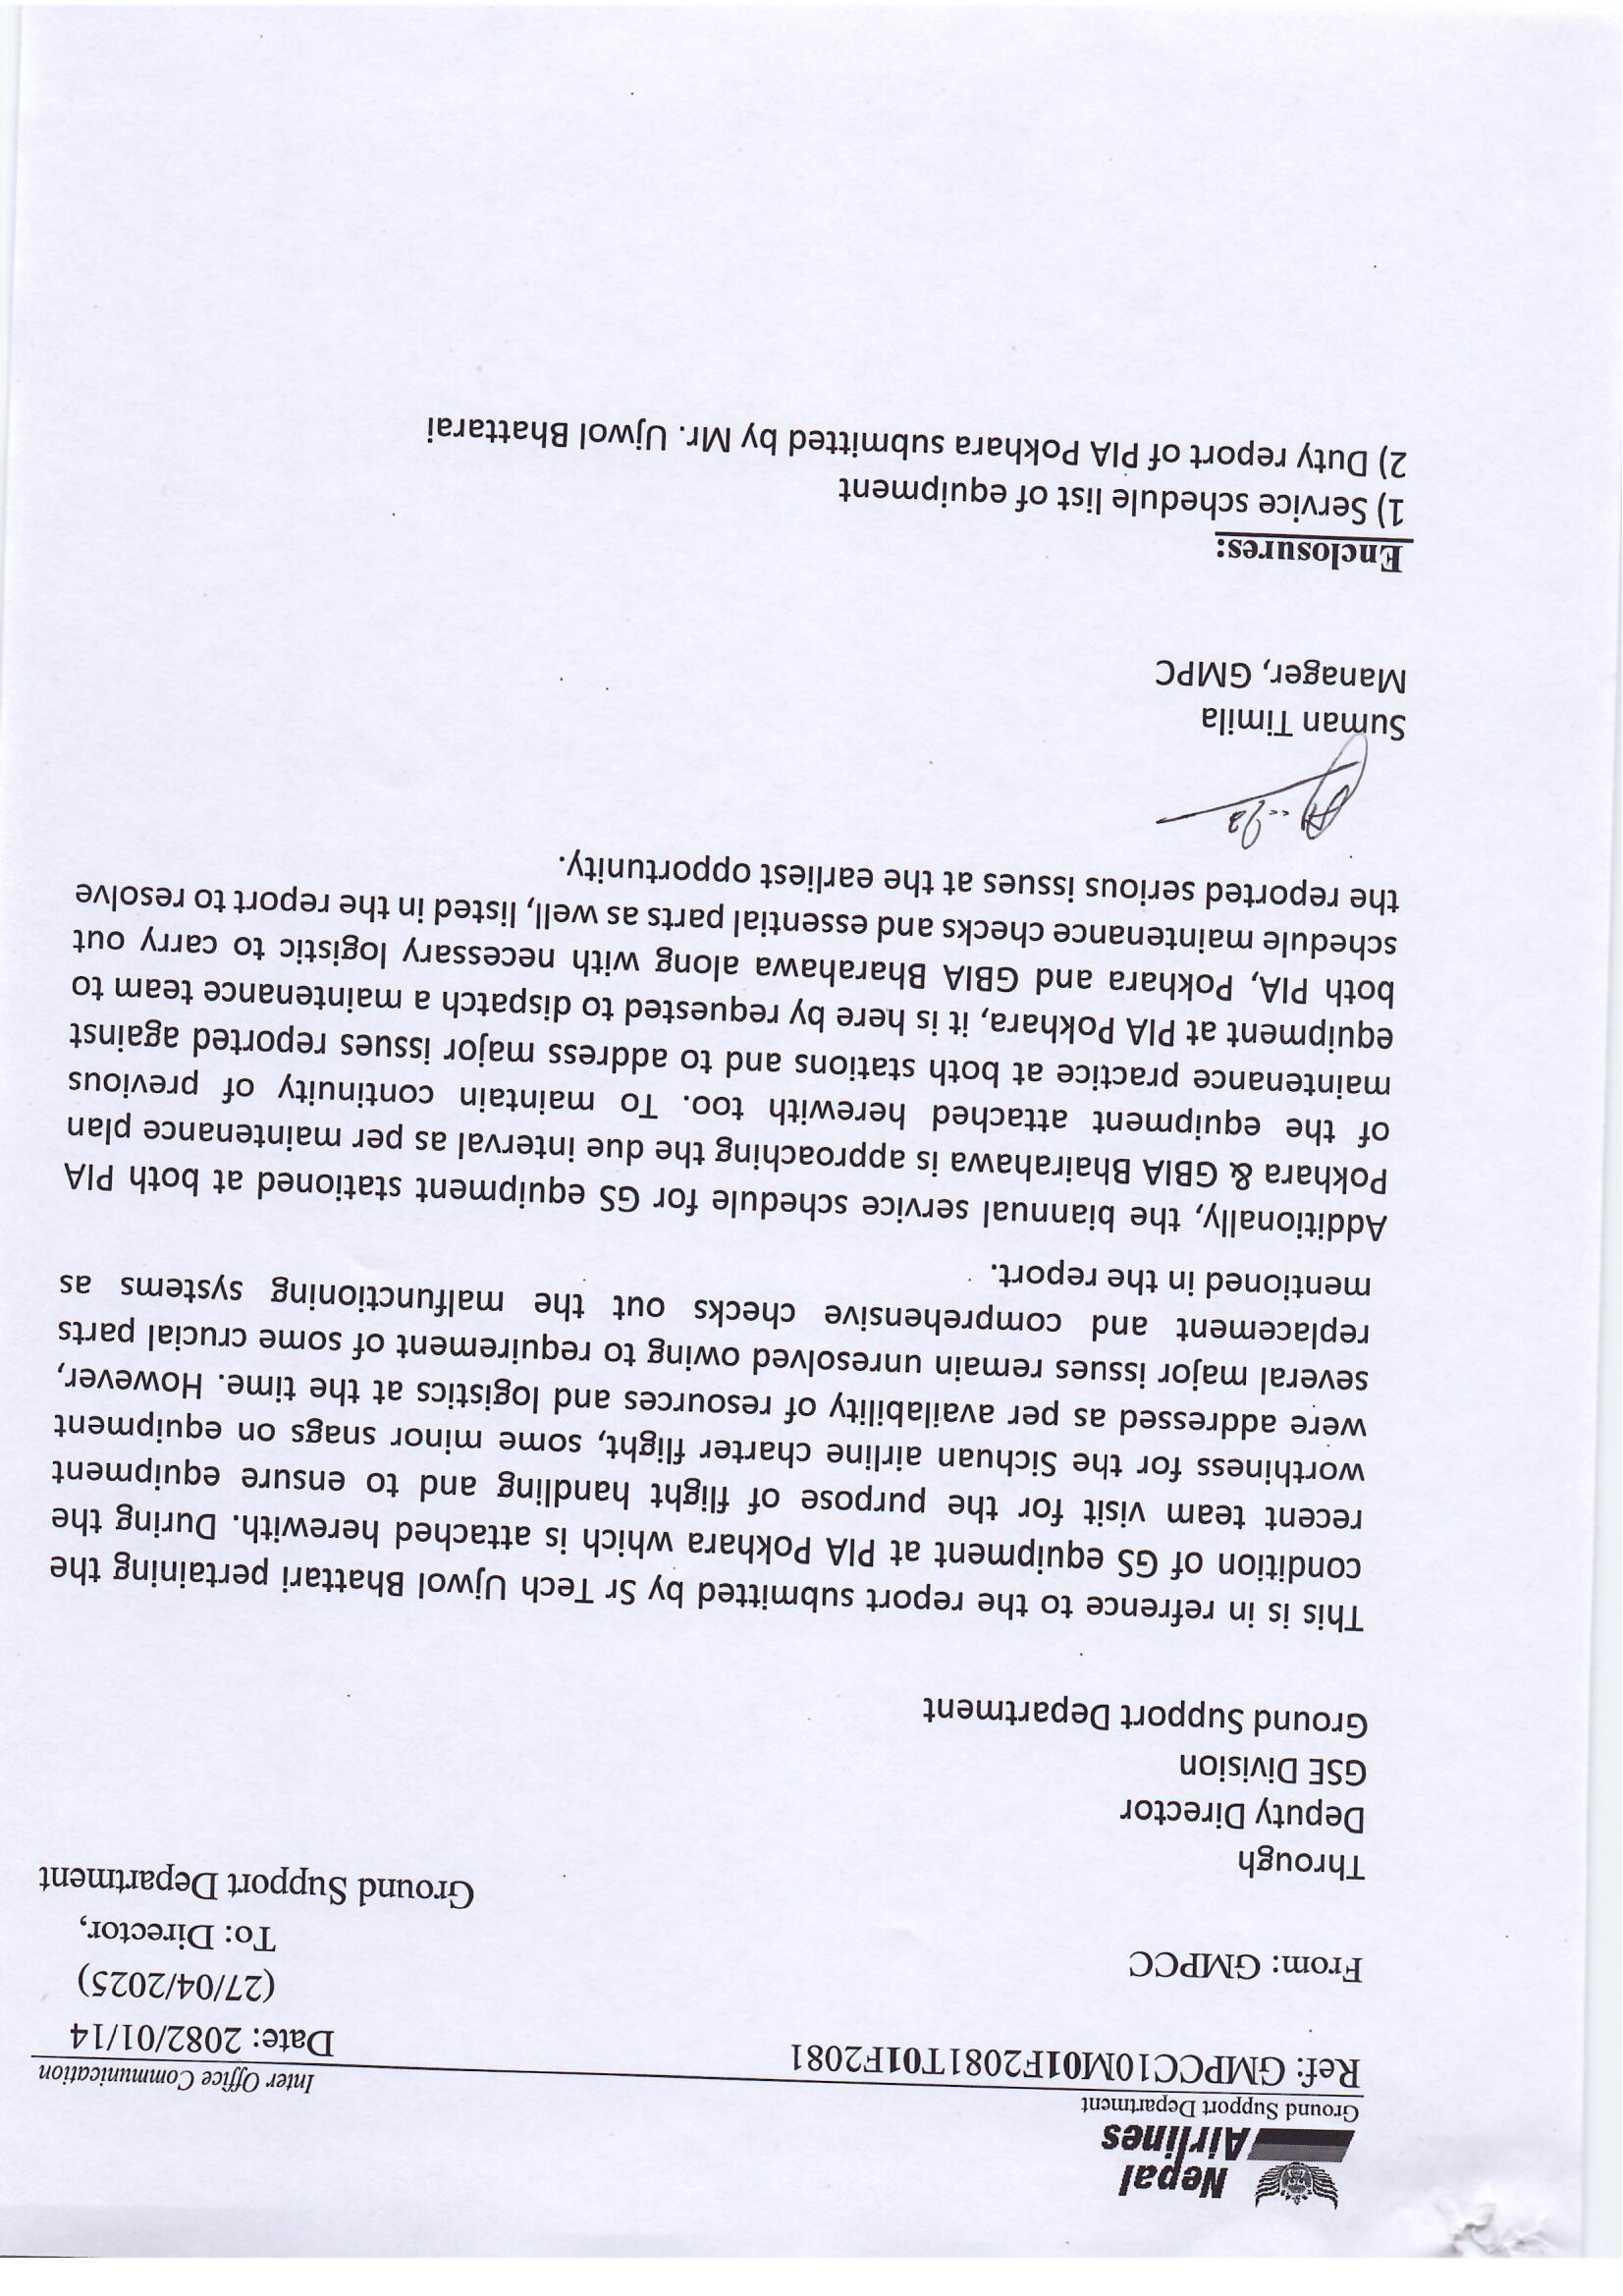 Nepal
Airlines
Ground Support Department
Inter Office Communication
Ref: GMPCC10M01F2081T01F2081
Date: 2082/01/14
(27/04/2025)
From: GMPCC
To: Director,
Ground Support Department
Through
Deputy Director
GSE Division
Ground Support Department
This is in refrence to the report submitted by Sr Tech Ujwol Bhattari pertaining the
condition of GS equipment at PIA Pokhara which is attached herewith. During the
recent team visit for the purpose of flight handling and to ensure equipment
worthiness for the Sichuan airline charter flight, some minor snags on equipment
were addressed as per availability of resources and logistics at the time. However,
several major issues remain unresolved owing to requirement of some crucial parts
replacement and comprehensive checks out the malfunctioning systems as
mentioned in the report.
Additionally, the biannual service schedule for GS equipment stationed at both PIA
Pokhara & GBIA Bhairahawa is approaching the due interval as per maintenance plan
of the equipment attached herewith too. To maintain continuity of previous
maintenance practice at both stations and to address major issues reported against
equipment at PIA Pokhara, it is here by requested to dispatch a maintenance team to
both PIA, Pokhara and GBIA Bharahawa along with necessary logistic to carry out
schedule maintenance checks and essential parts as well, listed in the report to resolve
the reported serious issues at the earliest opportunity.
Suman Timila
Manager, GMPC
Enclosures:
1) Service schedule list of equipment
2) Duty report of PIA Pokhara submitted by Mr. Ujwol Bhattarai